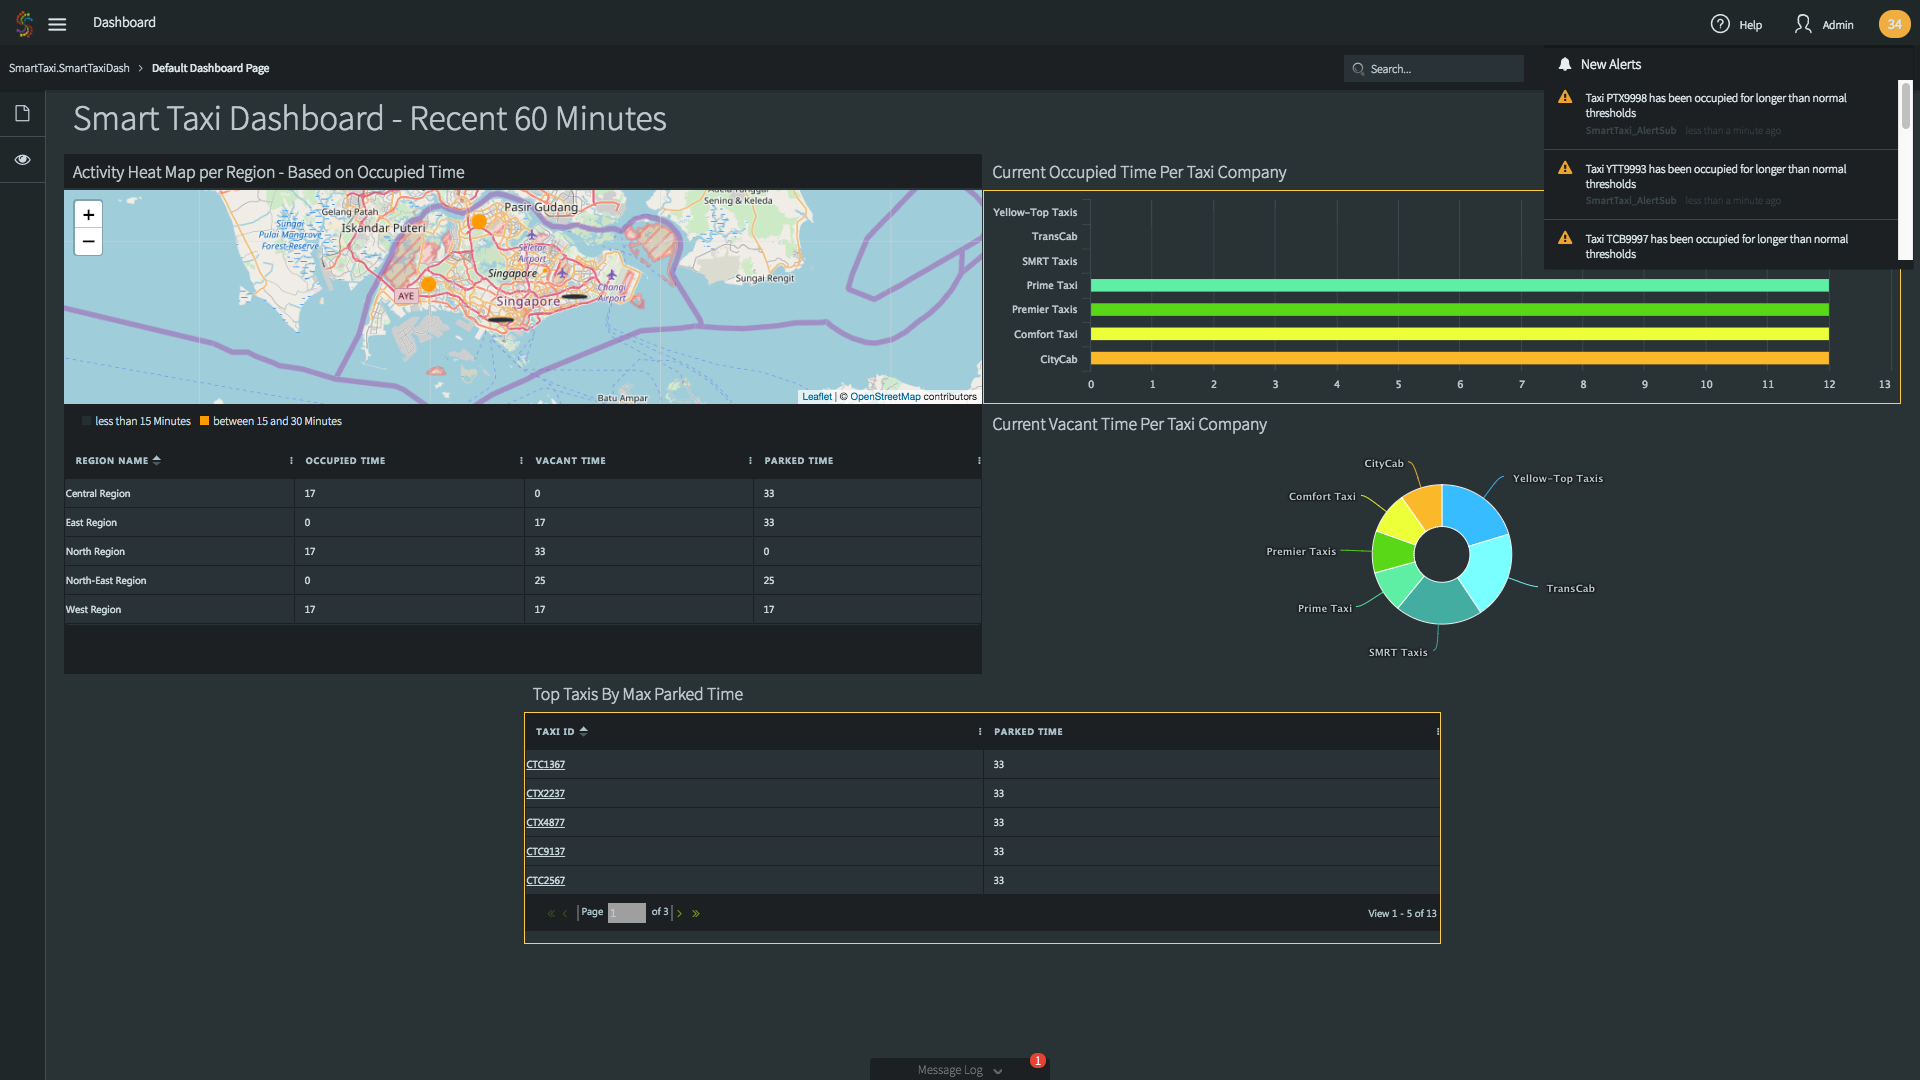 Dashboard
Help
Admin
34
SmartTaxi.SmartTaxiDash > Default Dashboard Page
Search...
New Alerts
Taxi PTX9998 has been occupied for longer than normal
thresholds
SmartTaxi_AlertSub less than a minute ago
Taxi YTT9993 has been occupied for longer than normal
thresholds
SmartTaxi_AlertSub less than a minute ago
Taxi TCB9997 has been occupied for longer than normal
thresholds
Smart Taxi Dashboard - Recent 60 Minutes
Activity Heat Map per Region - Based on Occupied Time
+
−
Gelang Patah
Sungai
Pulai Mangrove
Forest Reserve
Iskandar Puteri
Pasir Gudang
Sening & Keleda
Seletar
Airport
Singapore
AYE
Singapore
Changi
Airport
Sungai Rengit
Batu Ampar
Leaflet | © OpenStreetMap contributors
less than 15 Minutes
between 15 and 30 Minutes
REGION NAME OCCUPIED TIME VACANT TIME PARKED TIME
Central Region 17 0 33
East Region 0 17 33
North Region 17 33 0
North-East Region 0 25 25
West Region 17 17 17
Current Occupied Time Per Taxi Company
Yellow-Top Taxis
TransCab
SMRT Taxis
Prime Taxi
Premier Taxis
Comfort Taxi
CityCab
0 1 2 3 4 5 6 7 8 9 10 11 12 13
Current Vacant Time Per Taxi Company
CityCab
Yellow-Top Taxis
Comfort Taxi
Premier Taxis
TransCab
Prime Taxi
SMRT Taxis
Top Taxis By Max Parked Time
TAXI ID PARKED TIME
CTC1367 33
CTX2237 33
CTX4877 33
CTC9137 33
CTC2567 33
Page 1 of 3
View 1 - 5 of 13
Message Log
1